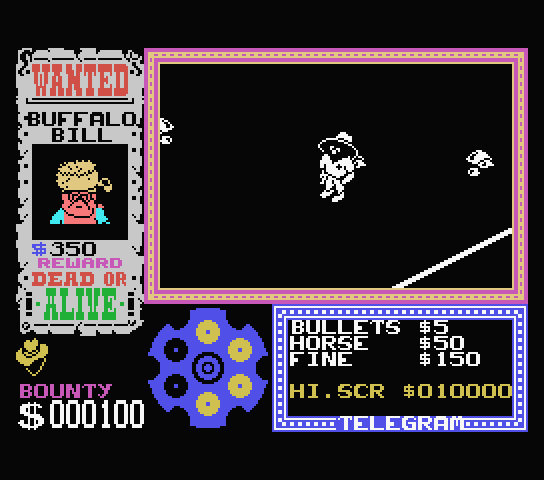 WANTED
BUFFALO
BILL
$350
REWARD
DEAD OR
·ALIVE·
BOUNTY
$000100
BULLETS $5
HORSE $50
FINE $150
HI.SCR $010000
TELEGRAM